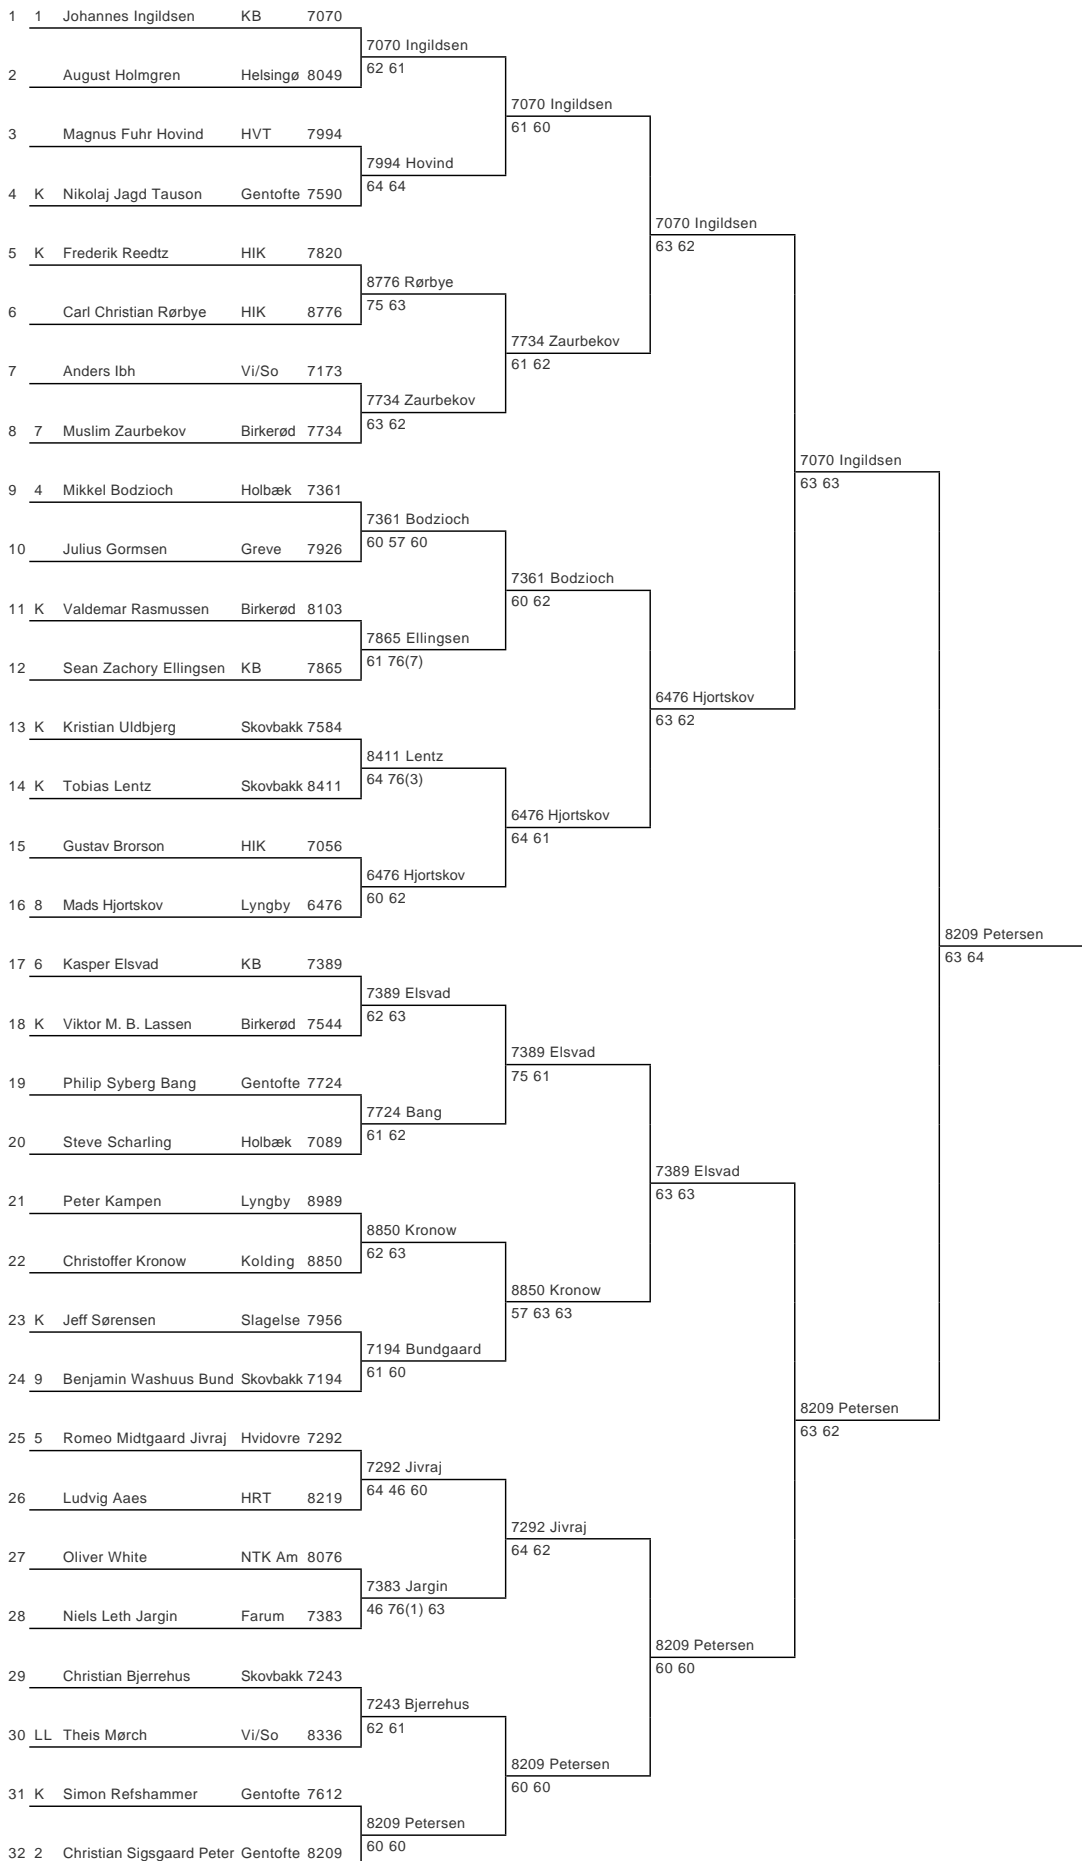 1 1 Johannes Ingildsen KB 7070
7070 Ingildsen
62 61
2 August Holmgren Helsingø 8049
7070 Ingildsen
61 60
3 Magnus Fuhr Hovind HVT 7994
7994 Hovind
64 64
4 K Nikolaj Jagd Tauson Gentofte 7590
7070 Ingildsen
63 62
5 K Frederik Reedtz HIK 7820
8776 Rørbye
75 63
6 Carl Christian Rørbye HIK 8776
7734 Zaurbekov
61 62
7 Anders Ibh Vi/So 7173
7734 Zaurbekov
63 62
8 7 Muslim Zaurbekov Birkerød 7734
7070 Ingildsen
63 63
9 4 Mikkel Bodzioch Holbæk 7361
7361 Bodzioch
60 57 60
10 Julius Gormsen Greve 7926
7361 Bodzioch
60 62
11 K Valdemar Rasmussen Birkerød 8103
7865 Ellingsen
61 76(7)
12 Sean Zachory Ellingsen KB 7865
6476 Hjortskov
63 62
13 K Kristian Uldbjerg Skovbakk 7584
8411 Lentz
64 76(3)
14 K Tobias Lentz Skovbakk 8411
6476 Hjortskov
64 61
15 Gustav Brorson HIK 7056
6476 Hjortskov
60 62
16 8 Mads Hjortskov Lyngby 6476
8209 Petersen
63 64
17 6 Kasper Elsvad KB 7389
7389 Elsvad
62 63
18 K Viktor M. B. Lassen Birkerød 7544
7389 Elsvad
75 61
19 Philip Syberg Bang Gentofte 7724
7724 Bang
61 62
20 Steve Scharling Holbæk 7089
7389 Elsvad
63 63
21 Peter Kampen Lyngby 8989
8850 Kronow
62 63
22 Christoffer Kronow Kolding 8850
8850 Kronow
57 63 63
23 K Jeff Sørensen Slagelse 7956
7194 Bundgaard
61 60
24 9 Benjamin Washuus Bund Skovbakk 7194
8209 Petersen
63 62
25 5 Romeo Midtgaard Jivraj Hvidovre 7292
7292 Jivraj
64 46 60
26 Ludvig Aaes HRT 8219
7292 Jivraj
64 62
27 Oliver White NTK Am 8076
7383 Jargin
46 76(1) 63
28 Niels Leth Jargin Farum 7383
8209 Petersen
60 60
29 Christian Bjerrehus Skovbakk 7243
7243 Bjerrehus
62 61
30 LL Theis Mørch Vi/So 8336
8209 Petersen
60 60
31 K Simon Refshammer Gentofte 7612
8209 Petersen
60 60
32 2 Christian Sigsgaard Peter Gentofte 8209